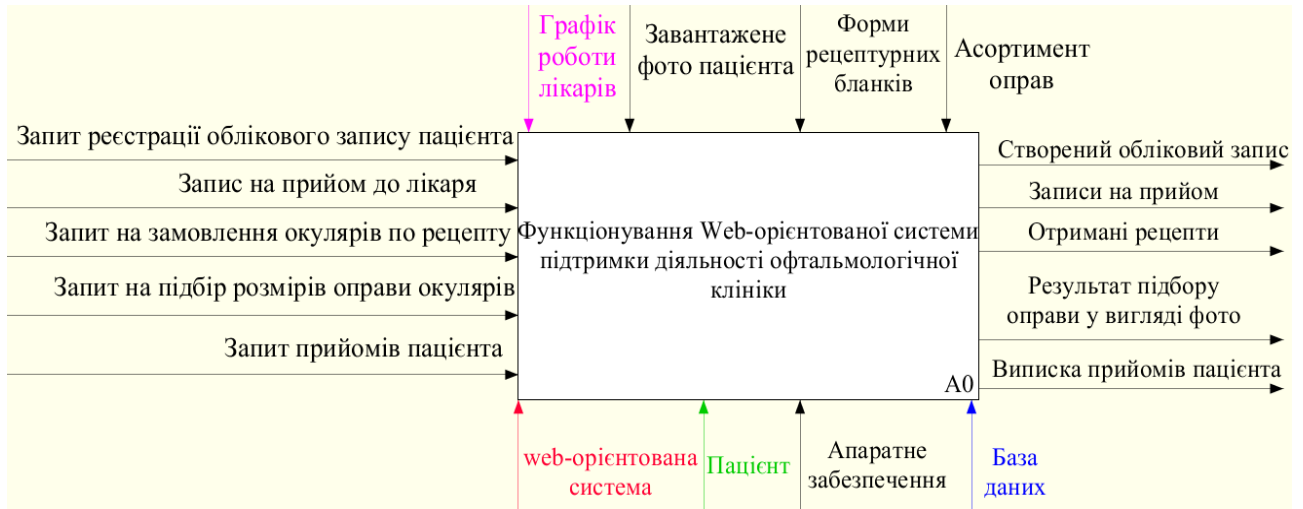 Графік
роботи
лікарів
Завантажене
фото пацієнта
Форми
рецептурних
бланків
Асортимент
оправ
Запит реєстрації облікового запису пацієнта
Запис на прийом до лікаря
Запит на замовлення окулярів по рецепту
Запит на підбір розмірів оправи окулярів
Запит прийомів пацієнта
Функціонування Web-орієнтованої системи
підтримки діяльності офтальмологічної
клініки
A0
Створений обліковий запис
Записи на прийом
Отримані рецепти
Результат підбору
оправи у вигляді фото
Виписка прийомів пацієнта
web-орієнтована
система
Пацієнт
Апаратне
забезпечення
База
даних